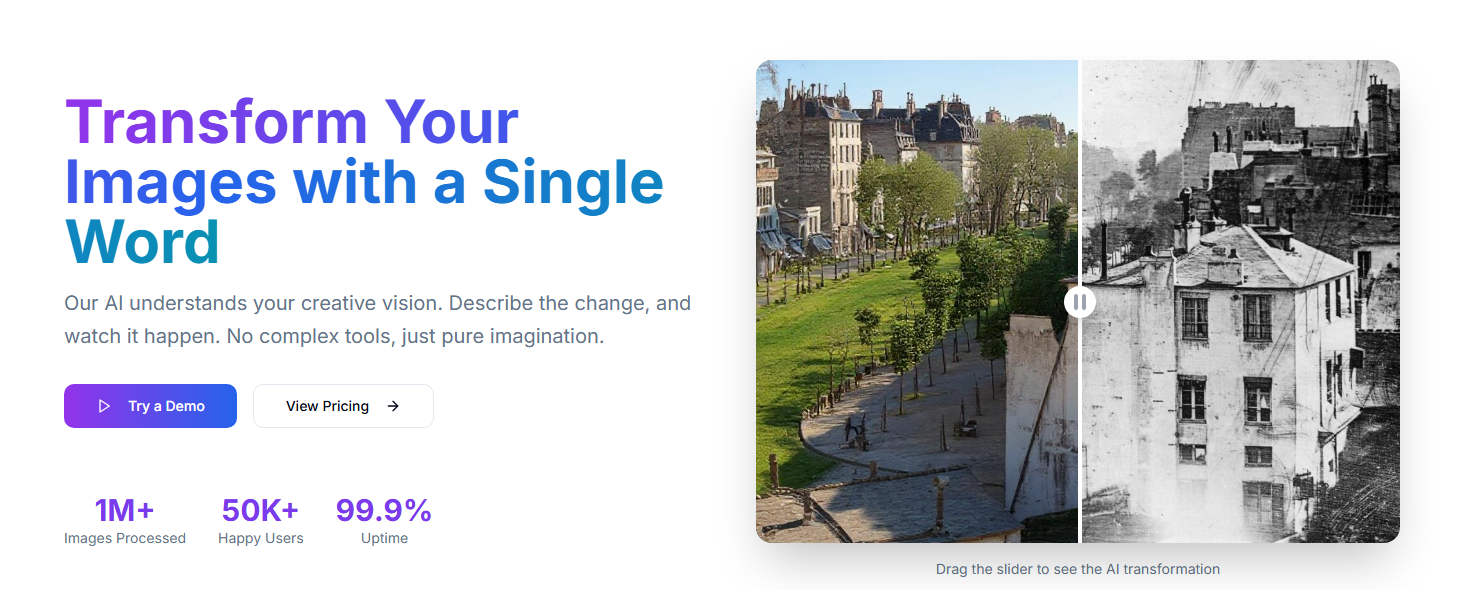 Transform Your
Images with a Single
Word
Our AI understands your creative vision. Describe the change, and
watch it happen. No complex tools, just pure imagination.
Try a Demo
View Pricing
1M+
Images Processed
50K+
Happy Users
99.9%
Uptime
Drag the slider to see the AI transformation